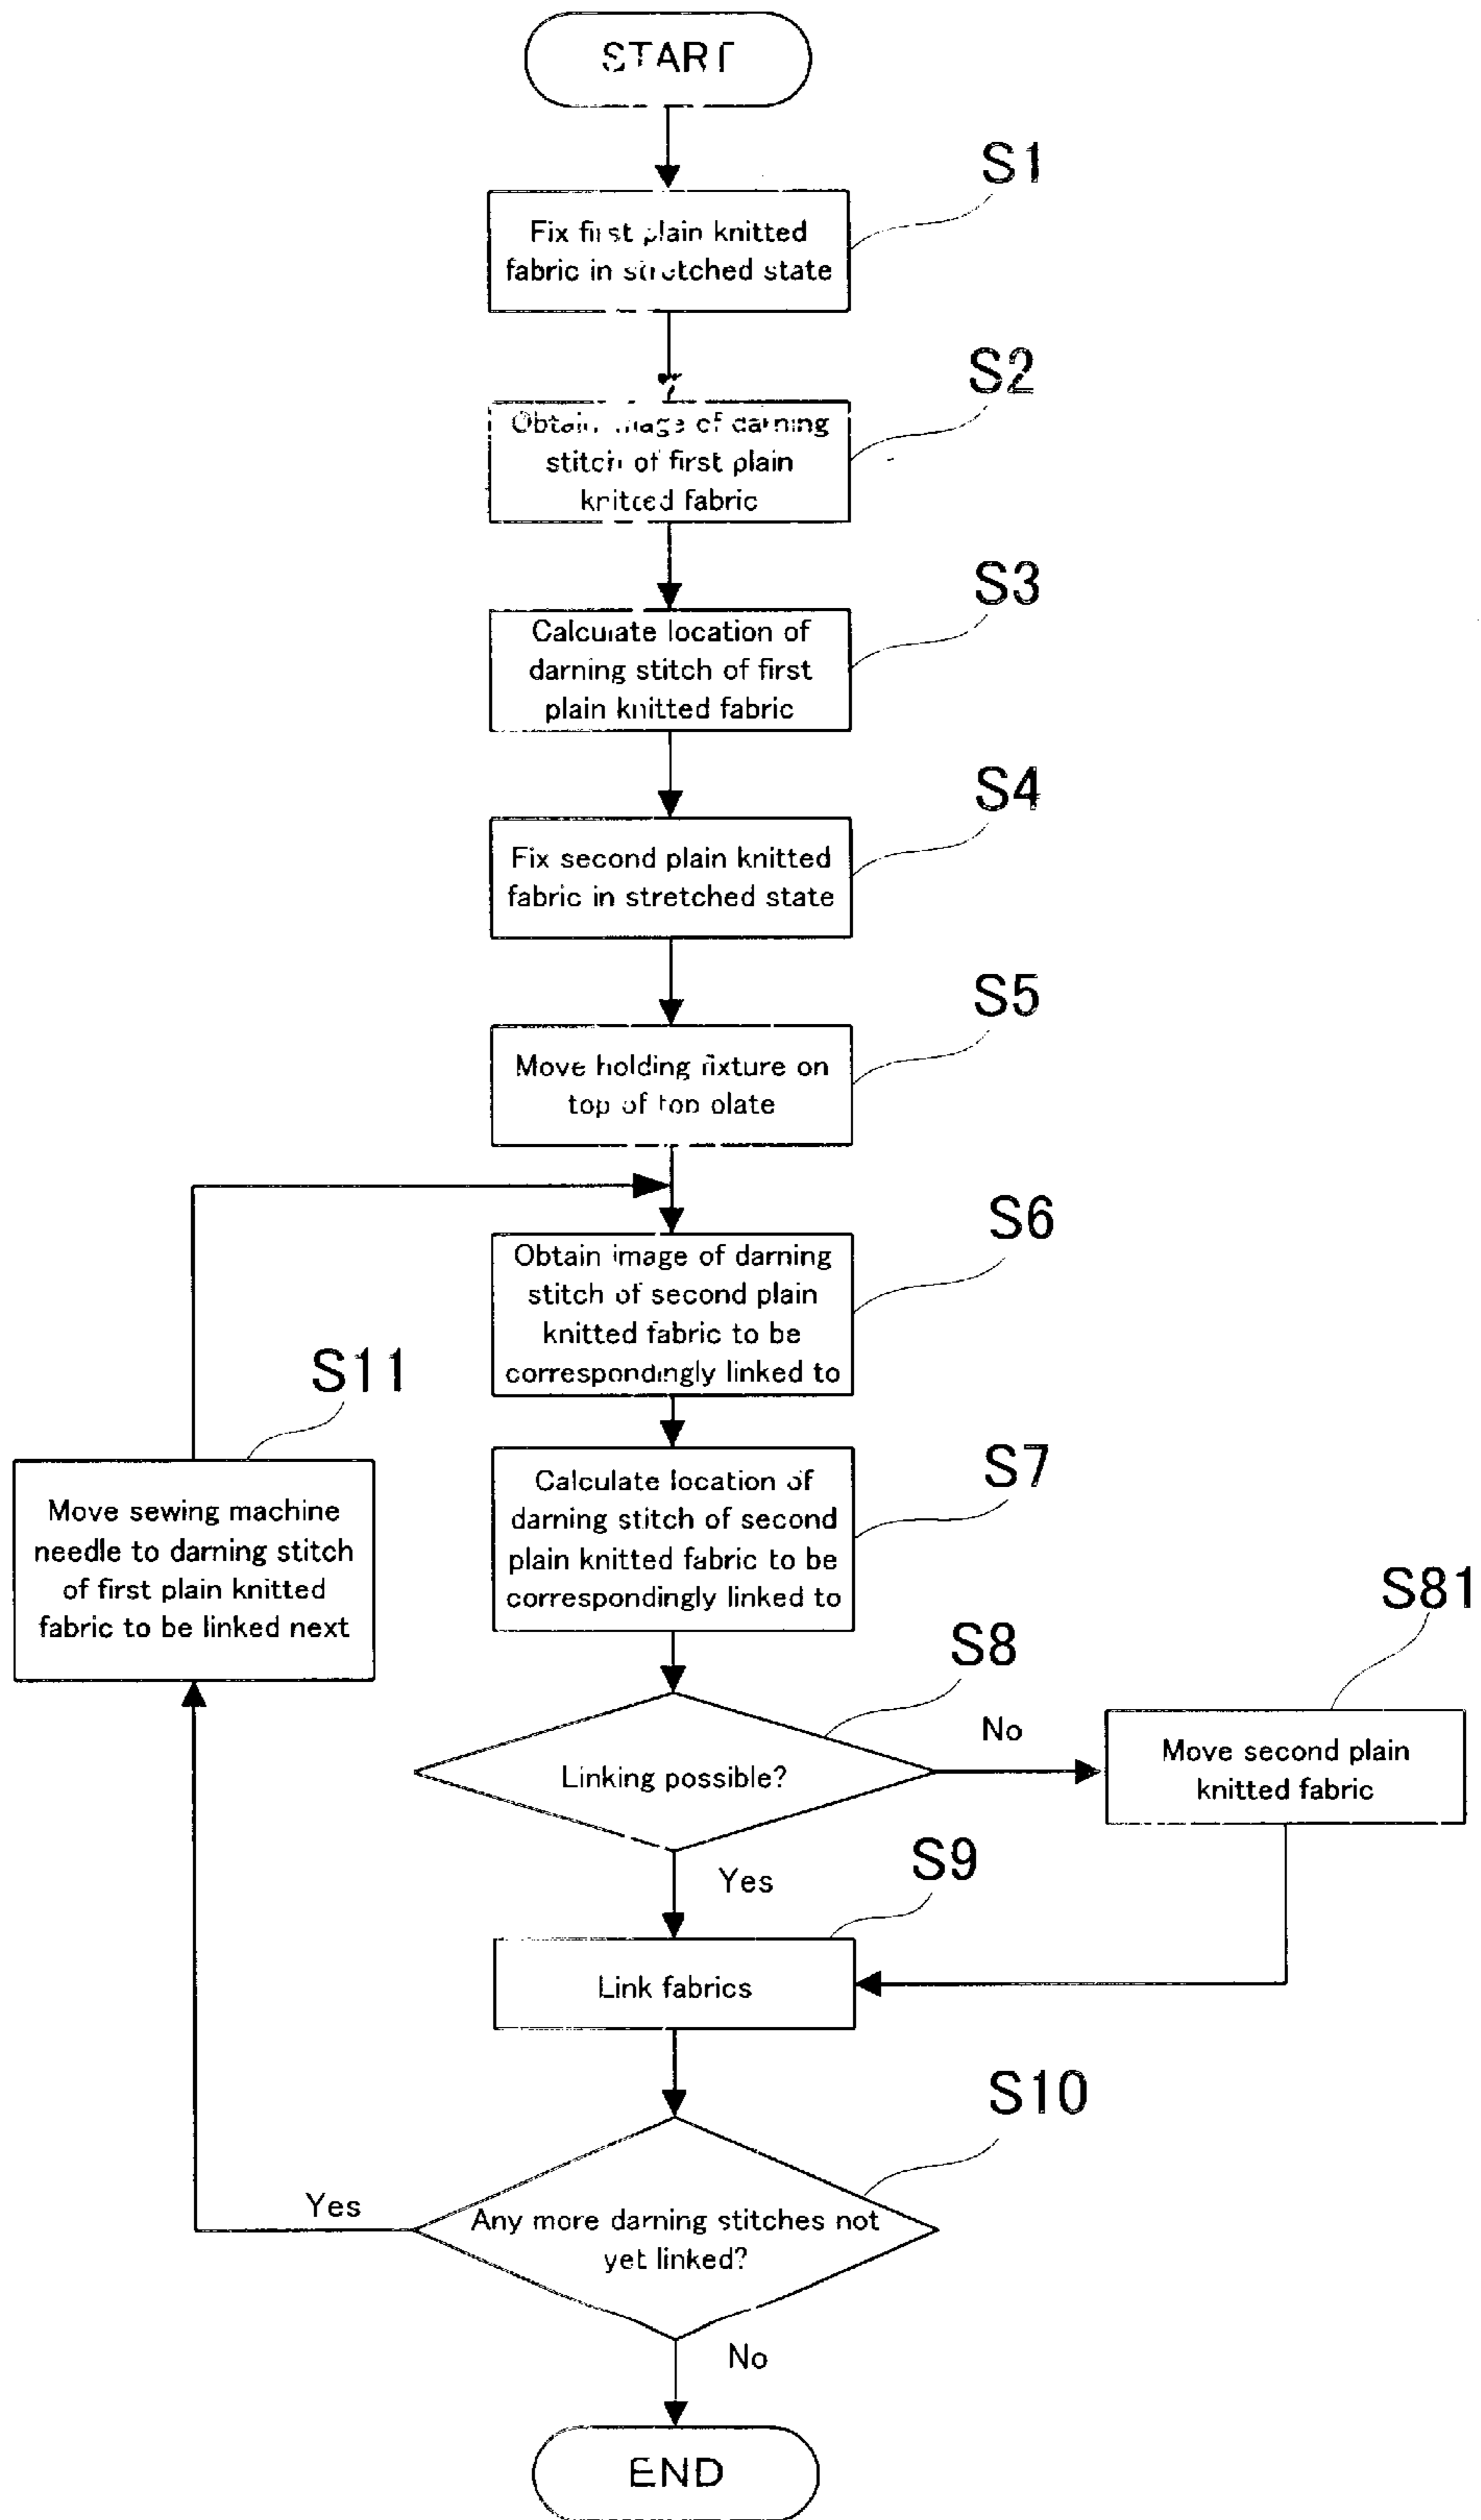 START
S1
Fix first plain knitted
fabric in stretched state
S2
Obtain image of darning
stitch of first plain
knitted fabric
S3
Calculate location of
darning stitch of first
plain knitted fabric
S4
Fix second plain knitted
fabric in stretched state
S5
Move holding fixture on
top of top plate
S6
Obtain image of darning
stitch of second plain
knitted fabric to be
correspondingly linked to
S11
Move sewing machine
needle to darning stitch
of first plain knitted
fabric to be linked next
S7
Calculate location of
darning stitch of second
plain knitted fabric to be
correspondingly linked to
S8
Linking possible?
No
S81
Move second plain
knitted fabric
Yes
S9
Link fabrics
S10
Any more darning stitches not
yet linked?
Yes
No
END